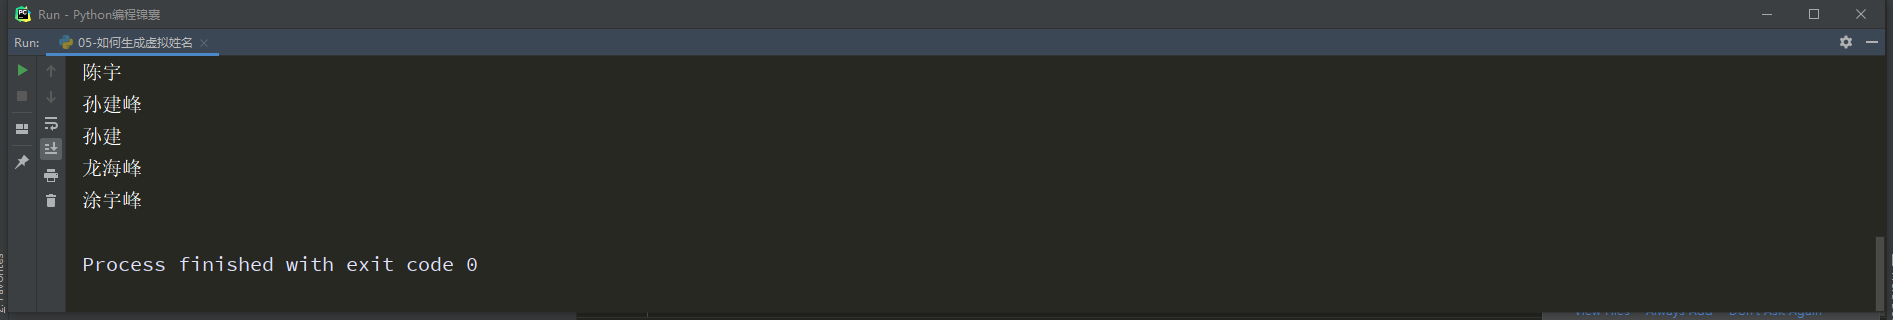 Run - Python编程锦囊
Run:
05-如何生成虚拟姓名
陈宇
孙建峰
孙建
龙海峰
涂宇峰
Process finished with exit code 0